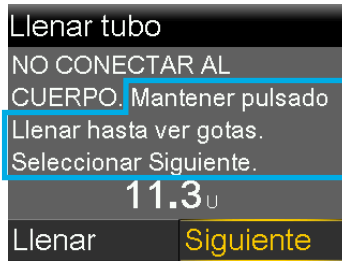 Llenar tubo
NO CONECTAR AL
CUERPO. Mantener pulsado
Llenar hasta ver gotas.
Seleccionar Siguiente.
11.3 U
Llenar Siguiente